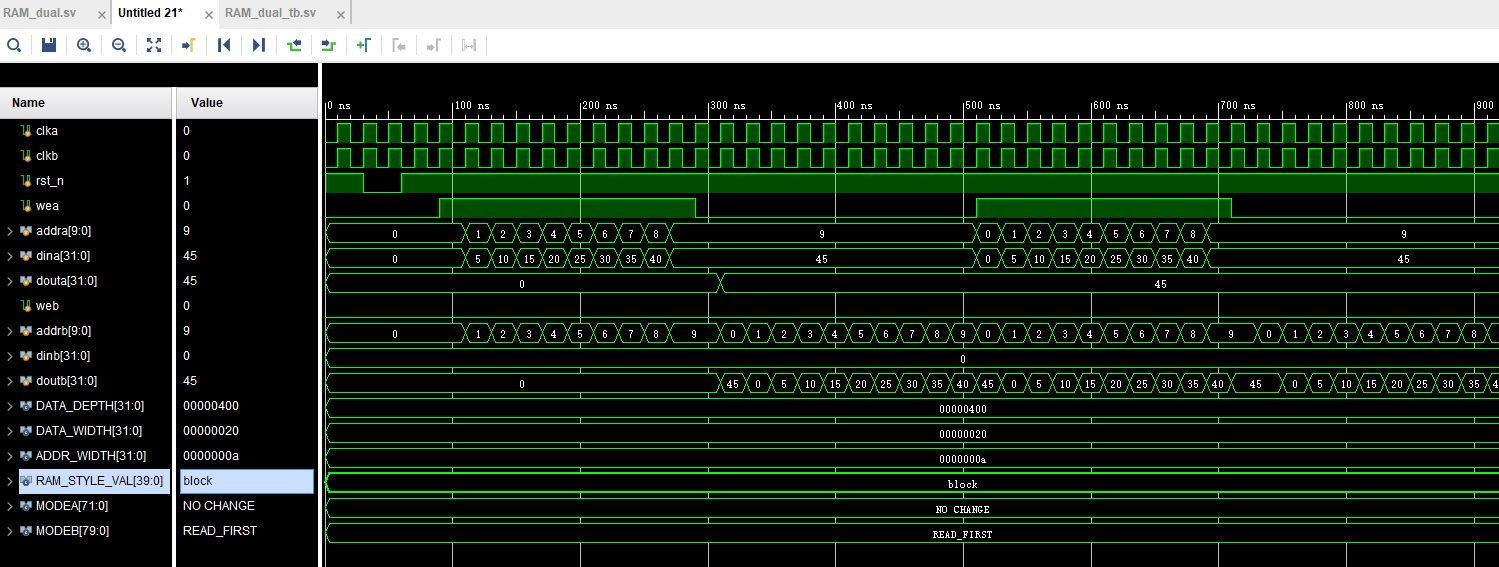 RAM_dual.sv × Untitled 21* × RAM_dual_tb.sv ×
Name Value
0 ns 100 ns 200 ns 300 ns 400 ns 500 ns 600 ns 700 ns 800 ns 900
clka 0
clkb 0
rst_n 1
wea 0
addra[9:0] 9 0 1 2 3 4 5 6 7 8 9 0 1 2 3 4 5 6 7 8 9
dina[31:0] 45 0 5 10 15 20 25 30 35 40 45 0 5 10 15 20 25 30 35 40 45
douta[31:0] 45 0 45
web 0
addrb[9:0] 9 0 1 2 3 4 5 6 7 8 9 0 1 2 3 4 5 6 7 8 9 0 1 2 3 4 5 6 7 8 9 0 1 2 3 4 5 6 7 8
dinb[31:0] 0 0
doutb[31:0] 45 0 45 0 5 10 15 20 25 30 35 40 45 0 5 10 15 20 25 30 35 40 45 0 5 10 15 20 25 30 35 4
DATA_DEPTH[31:0] 00000400 00000400
DATA_WIDTH[31:0] 00000020 00000020
ADDR_WIDTH[31:0] 0000000a 0000000a
RAM_STYLE_VAL[39:0] block block
MODEA[71:0] NO CHANGE NO CHANGE
MODEB[79:0] READ_FIRST READ_FIRST